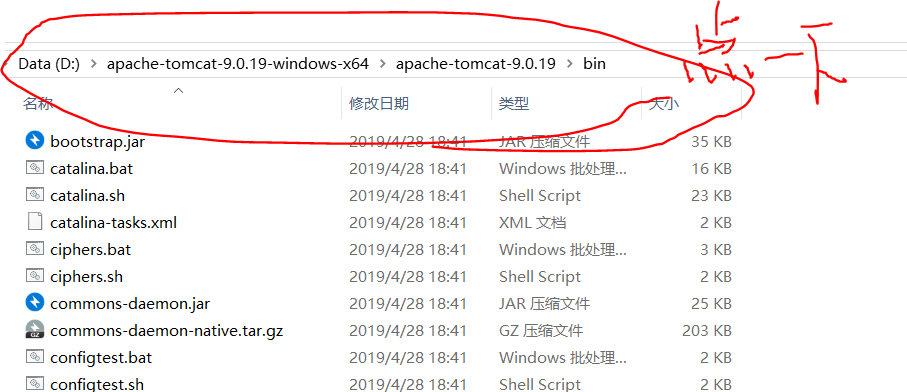 Data (D:) > apache-tomcat-9.0.19-windows-x64 > apache-tomcat-9.0.19 > bin
点一下
名称 修改日期 类型 大小
bootstrap.jar 2019/4/28 18:41 JAR 压缩文件 35 KB
catalina.bat 2019/4/28 18:41 Windows 批处理... 16 KB
catalina.sh 2019/4/28 18:41 Shell Script 23 KB
catalina-tasks.xml 2019/4/28 18:41 XML 文档 2 KB
ciphers.bat 2019/4/28 18:41 Windows 批处理... 3 KB
ciphers.sh 2019/4/28 18:41 Shell Script 2 KB
commons-daemon.jar 2019/4/28 18:41 JAR 压缩文件 25 KB
commons-daemon-native.tar.gz 2019/4/28 18:41 GZ 压缩文件 203 KB
configtest.bat 2019/4/28 18:41 Windows 批处理... 2 KB
configtest.sh 2019/4/28 18:41 Shell Script 2 KB